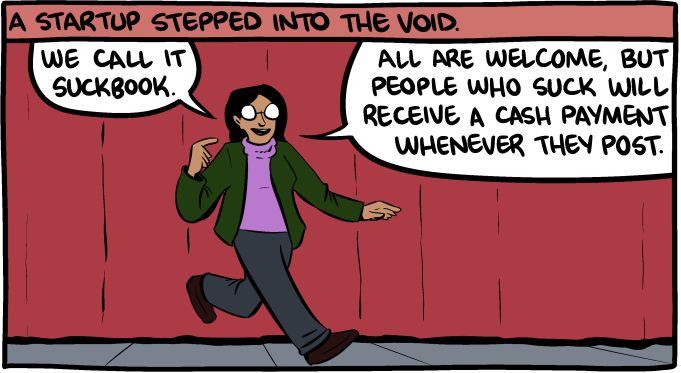 A STARTUP STEPPED INTO THE VOID.
WE CALL IT
SUCKBOOK.
ALL ARE WELCOME, BUT
PEOPLE WHO SUCK WILL
RECEIVE A CASH PAYMENT
WHENEVER THEY POST.